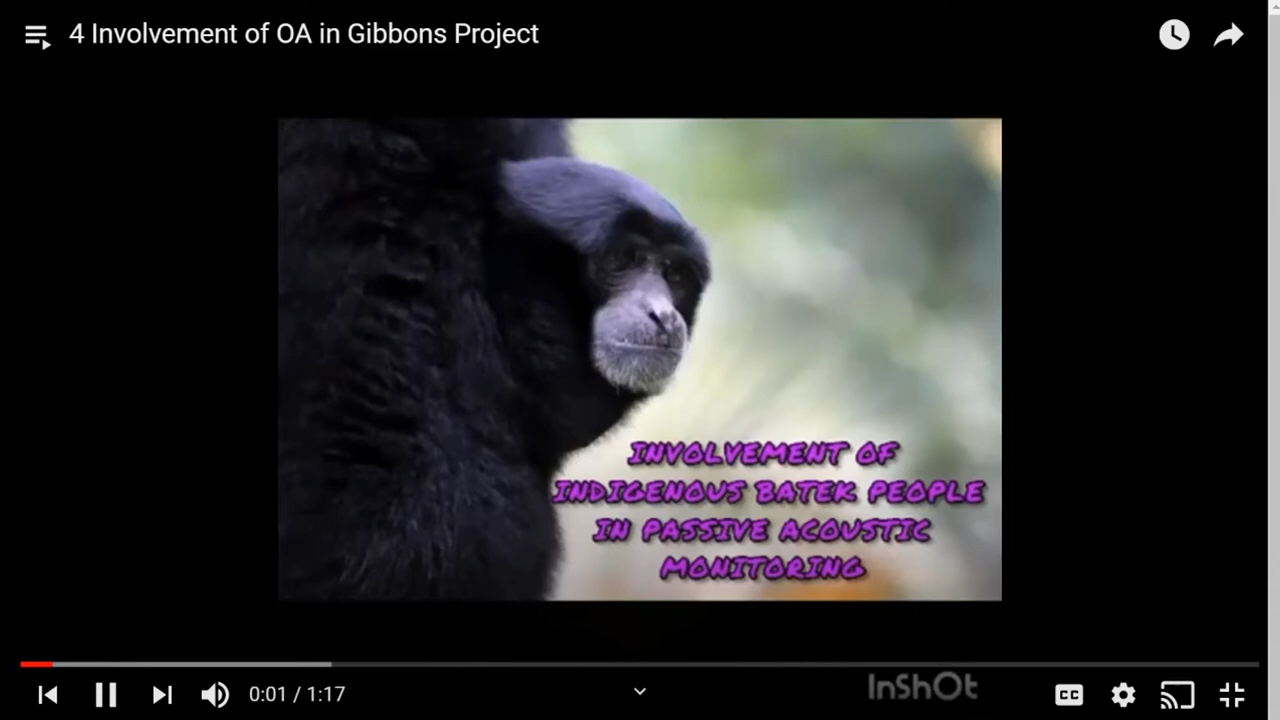 4 Involvement of OA in Gibbons Project
INVOLVEMENT OF
INDIGENOUS BATEK PEOPLE
IN PASSIVE ACOUSTIC
MONITORING
InShOt
0:01 / 1:17
CC